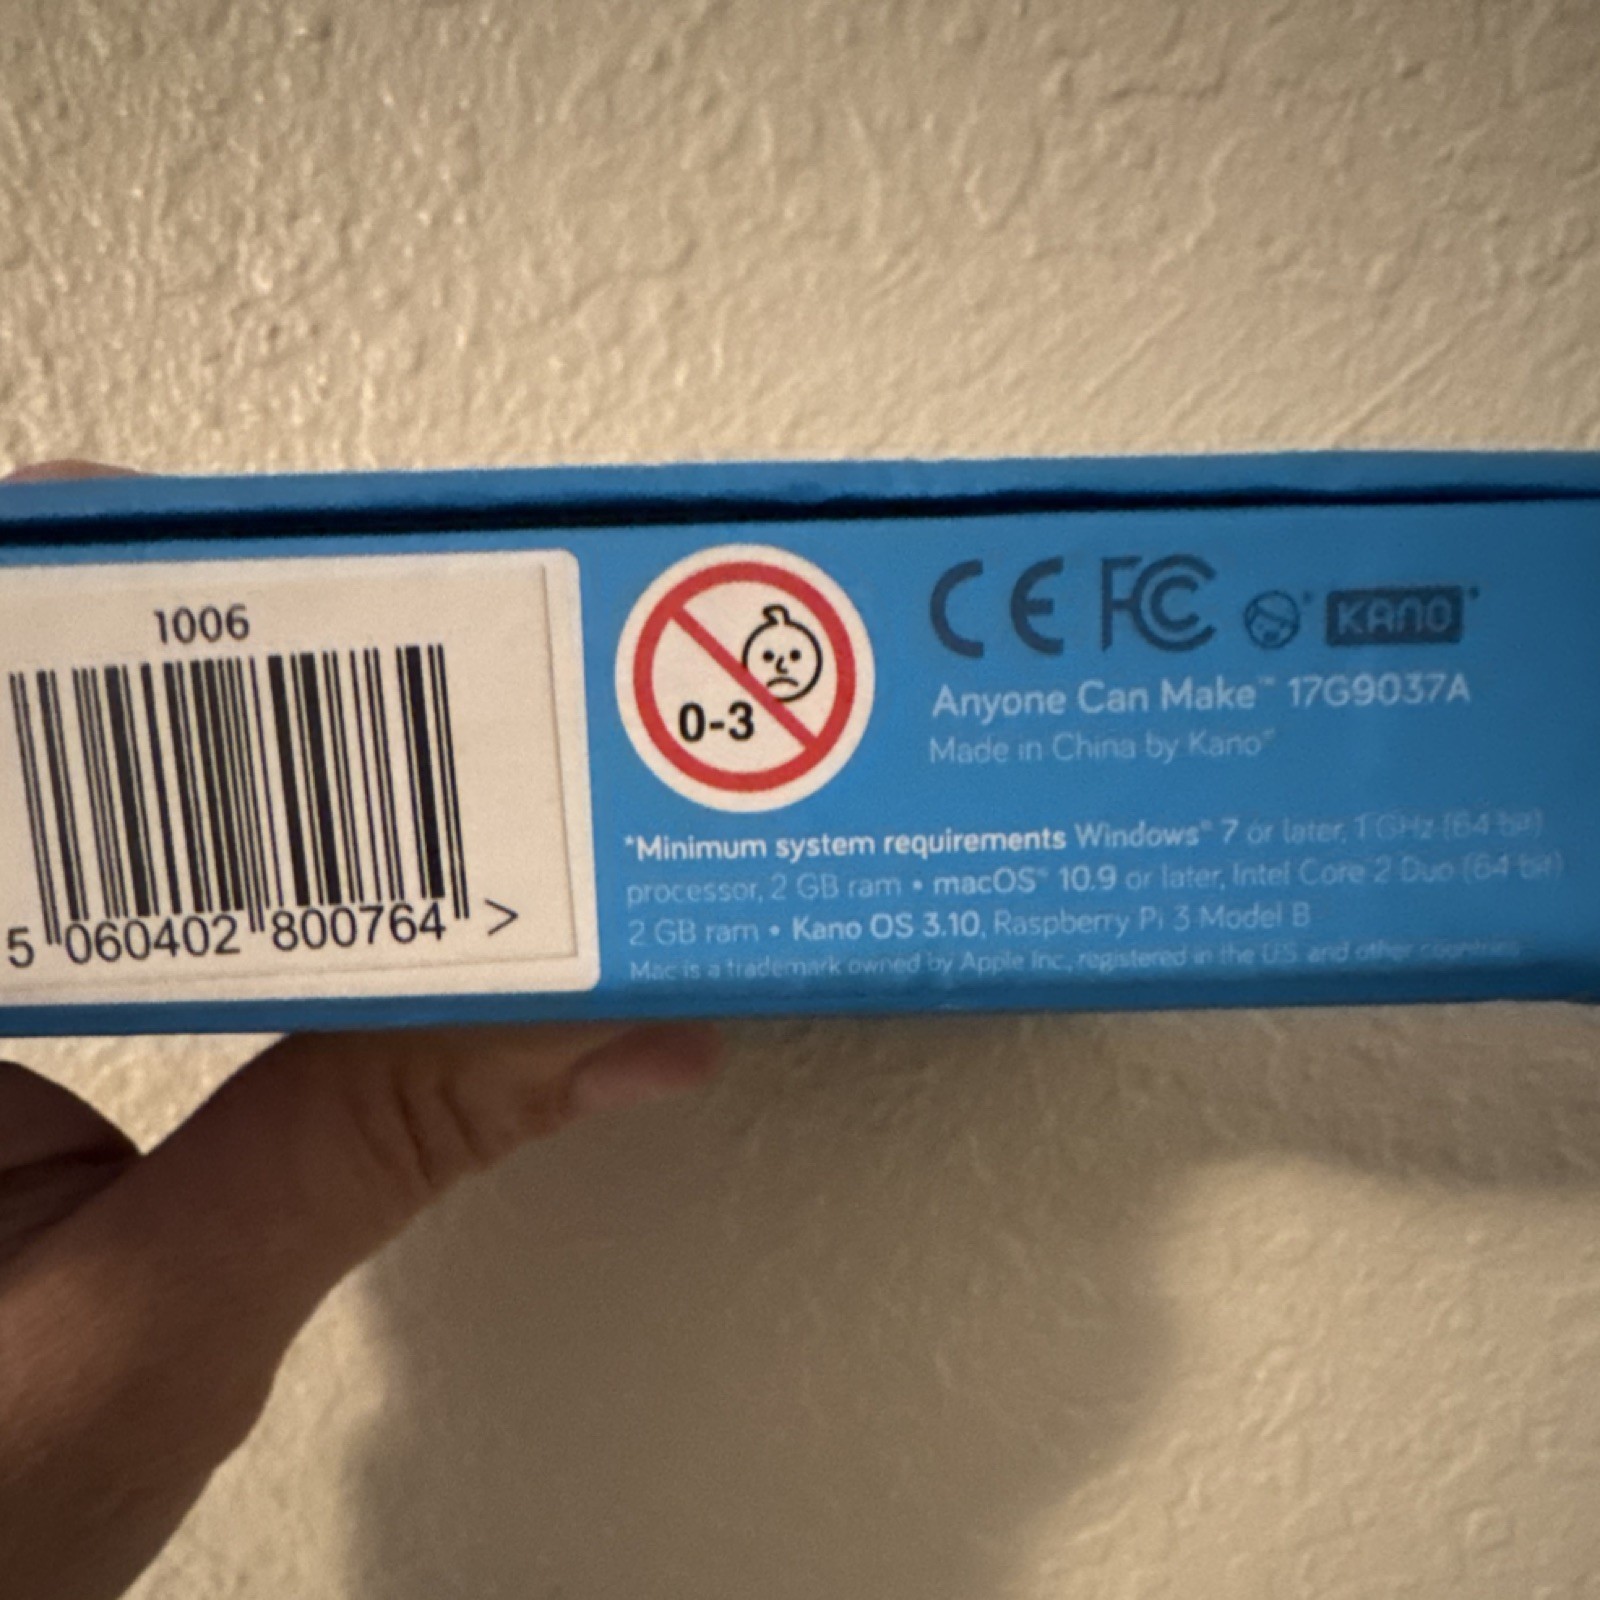 1006
5 060402 800764 >
0-3
CE FC KANO
Anyone Can Make™ 17G9037A
Made in China by Kano®
*Minimum system requirements Windows® 7 or later, 1 GHz (64 bit)
processor, 2 GB ram • macOS® 10.9 or later, Intel Core 2 Duo (64 bit)
2 GB ram • Kano OS 3.10, Raspberry Pi 3 Model B
Mac is a trademark owned by Apple Inc., registered in the U.S. and other countries